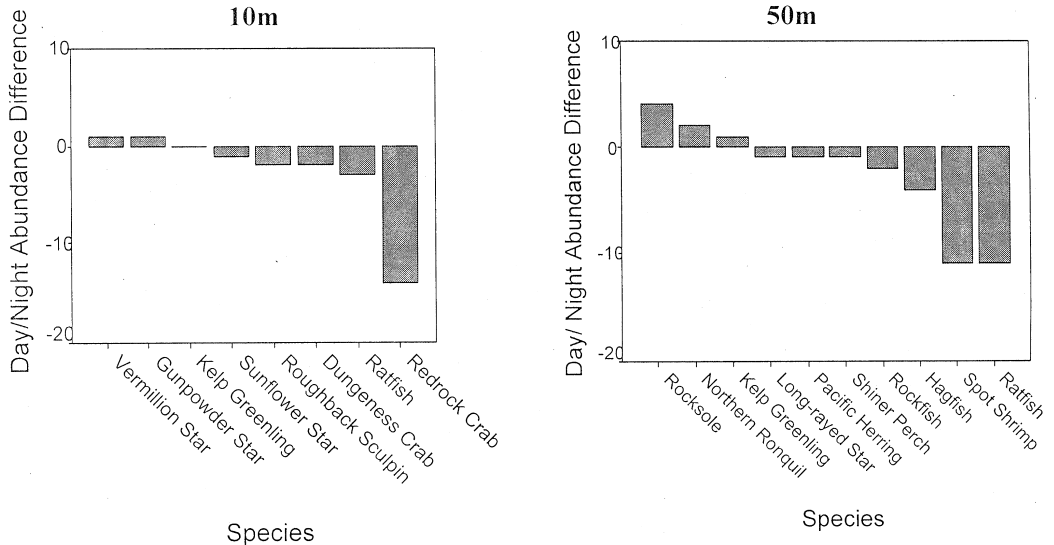 10m
Day/Night Abundance Difference
10
0
-10
-20
Vermillion Star
Gunpowder Star
Kelp Greenling
Sunflower Star
Roughback Sculpin
Dungeness Crab
Ratfish
Redrock Crab
Species
50m
Day/ Night Abundance Difference
10
0
-10
-20
Rocksole
Northern Ronquil
Kelp Greenling
Long-rayed Star
Pacific Herring
Shiner Perch
Rockfish
Hagfish
Spot Shrimp
Ratfish
Species